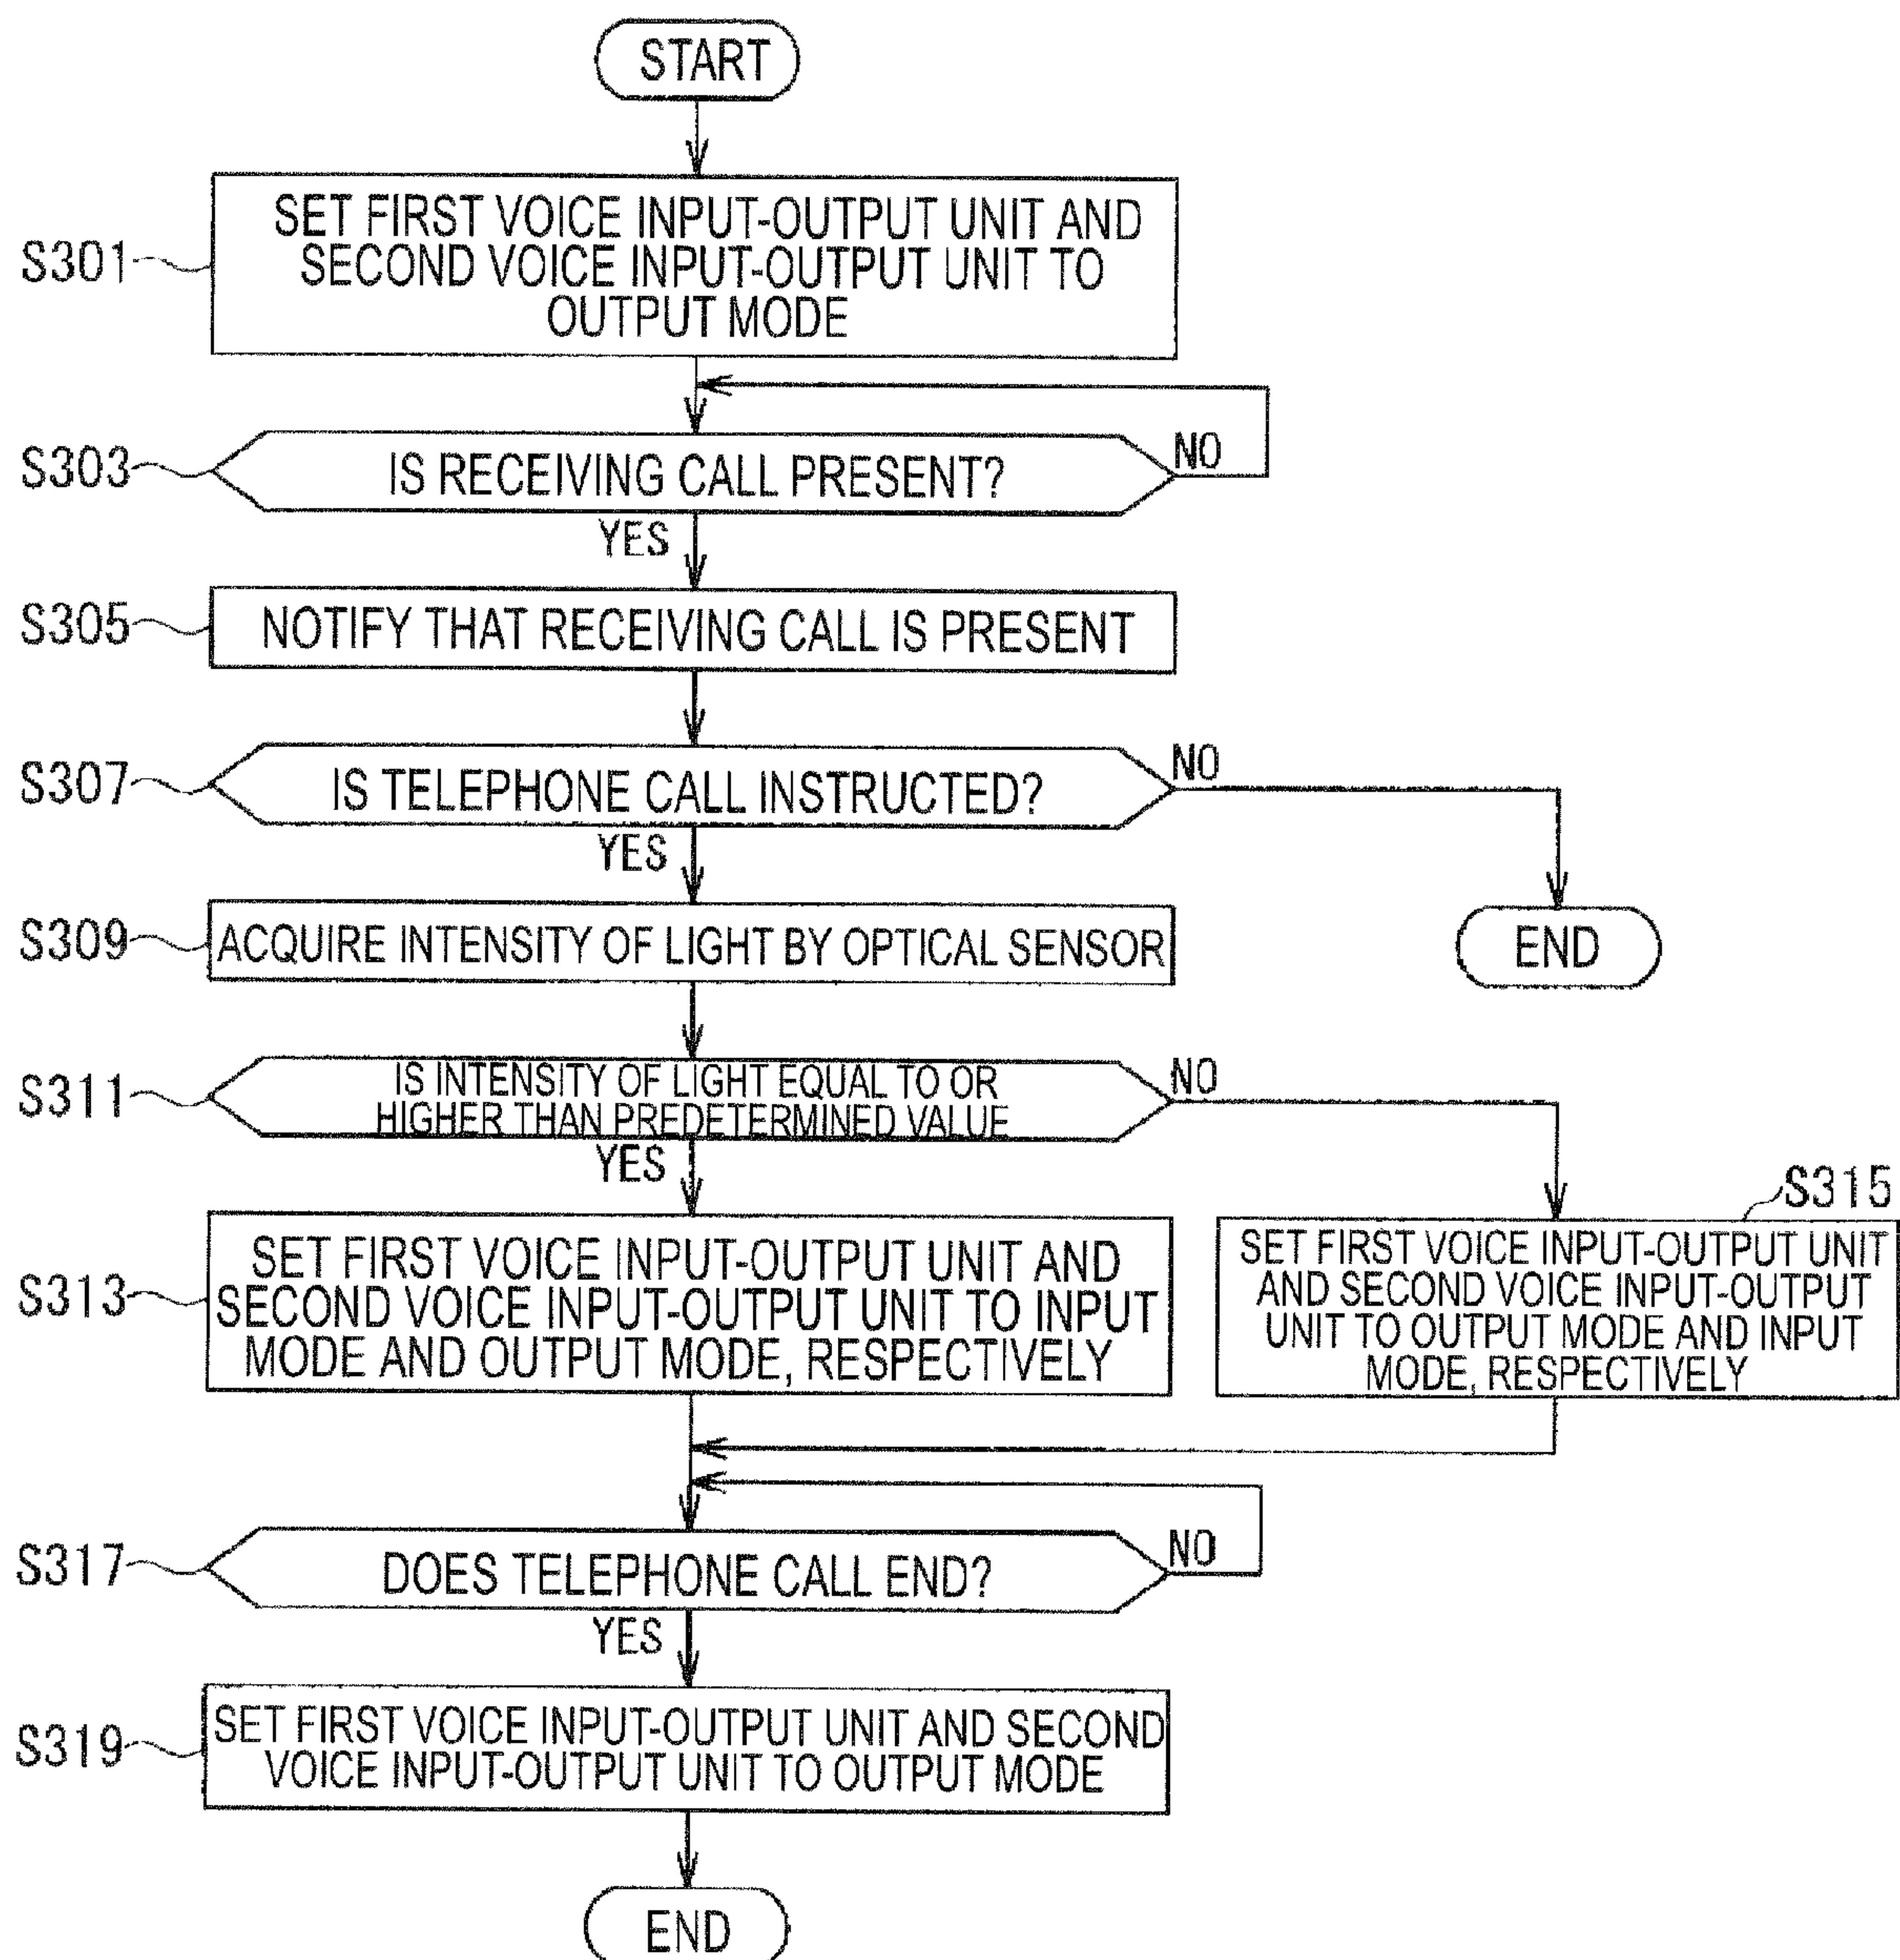 START
S301
SET FIRST VOICE INPUT-OUTPUT UNIT AND
SECOND VOICE INPUT-OUTPUT UNIT TO
OUTPUT MODE
S303
IS RECEIVING CALL PRESENT?
NO
YES
S305
NOTIFY THAT RECEIVING CALL IS PRESENT
S307
IS TELEPHONE CALL INSTRUCTED?
NO
YES
S309
ACQUIRE INTENSITY OF LIGHT BY OPTICAL SENSOR
END
S311
IS INTENSITY OF LIGHT EQUAL TO OR
HIGHER THAN PREDETERMINED VALUE
NO
YES
S313
SET FIRST VOICE INPUT-OUTPUT UNIT AND
SECOND VOICE INPUT-OUTPUT UNIT TO INPUT
MODE AND OUTPUT MODE, RESPECTIVELY
S315
SET FIRST VOICE INPUT-OUTPUT UNIT
AND SECOND VOICE INPUT-OUTPUT
UNIT TO OUTPUT MODE AND INPUT
MODE, RESPECTIVELY
S317
DOES TELEPHONE CALL END?
NO
YES
S319
SET FIRST VOICE INPUT-OUTPUT UNIT AND SECOND
VOICE INPUT-OUTPUT UNIT TO OUTPUT MODE
END